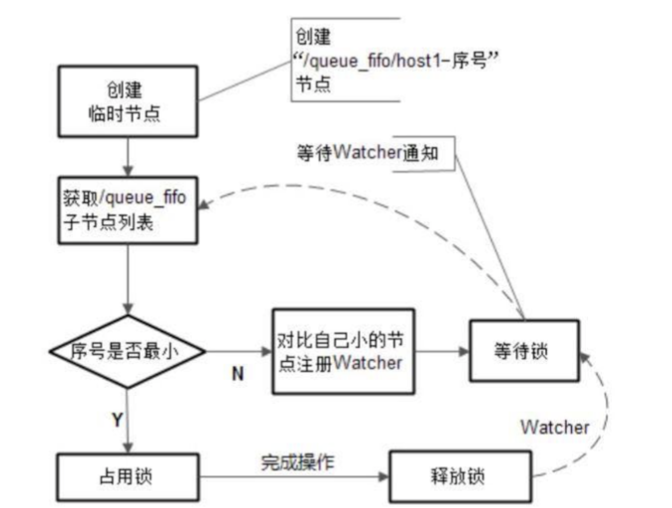 创建
“/queue_fifo/host1-序号”
节点
创建
临时节点
等待Watcher通知
获取/queue_fifo
子节点列表
序号是否最小
N
对比自己小的节
点注册Watcher
等待锁
Y
Watcher
占用锁
完成操作
释放锁